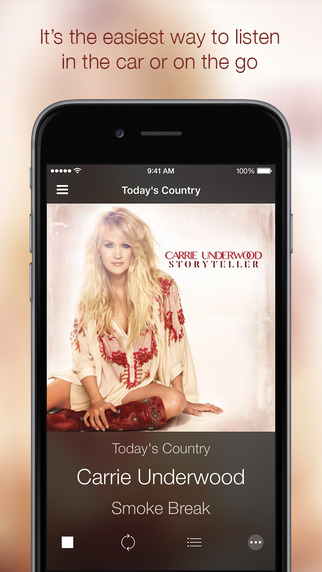 It's the easiest way to listen
in the car or on the go
9:41 AM
100%
Today's Country
CARRIE UNDERWOOD
STORYTELLER
Today's Country
Carrie Underwood
Smoke Break